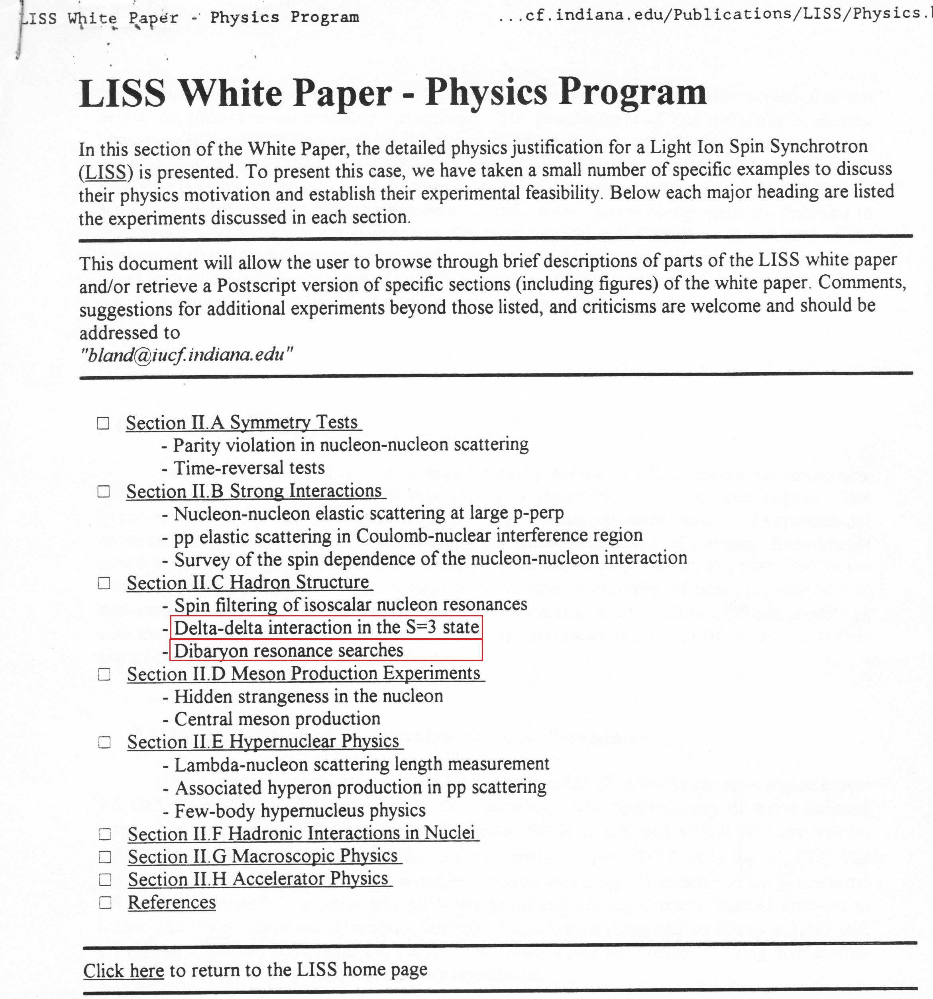 LISS White Paper - Physics Program ...cf.indiana.edu/Publications/LISS/Physics.
LISS White Paper - Physics Program
In this section of the White Paper, the detailed physics justification for a Light Ion Spin Synchrotron
(LISS) is presented. To present this case, we have taken a small number of specific examples to discuss
their physics motivation and establish their experimental feasibility. Below each major heading are listed
the experiments discussed in each section.
This document will allow the user to browse through brief descriptions of parts of the LISS white paper
and/or retrieve a Postscript version of specific sections (including figures) of the white paper. Comments,
suggestions for additional experiments beyond those listed, and criticisms are welcome and should be
addressed to
"bland@iucf.indiana.edu"
☐ Section II.A Symmetry Tests
- Parity violation in nucleon-nucleon scattering
- Time-reversal tests
☐ Section II.B Strong Interactions
- Nucleon-nucleon elastic scattering at large p-perp
- pp elastic scattering in Coulomb-nuclear interference region
- Survey of the spin dependence of the nucleon-nucleon interaction
☐ Section II.C Hadron Structure
- Spin filtering of isoscalar nucleon resonances
- Delta-delta interaction in the S=3 state
- Dibaryon resonance searches
☐ Section II.D Meson Production Experiments
- Hidden strangeness in the nucleon
- Central meson production
☐ Section II.E Hypernuclear Physics
- Lambda-nucleon scattering length measurement
- Associated hyperon production in pp scattering
- Few-body hypernucleus physics
☐ Section II.F Hadronic Interactions in Nuclei
☐ Section II.G Macroscopic Physics
☐ Section II.H Accelerator Physics
☐ References
Click here to return to the LISS home page